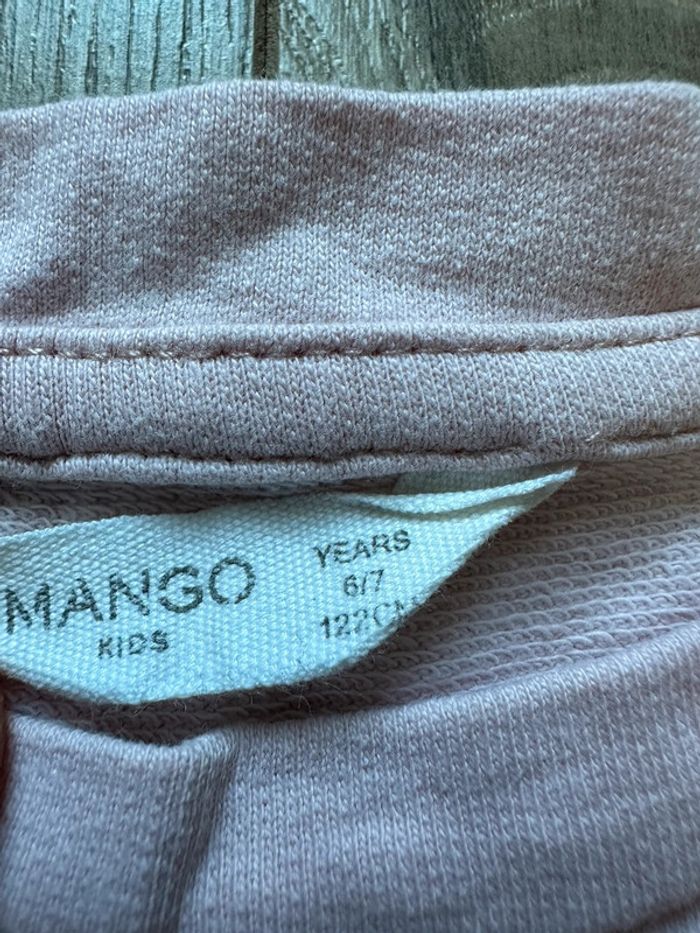 MANGO
KIDS
YEARS
6/7
122CM